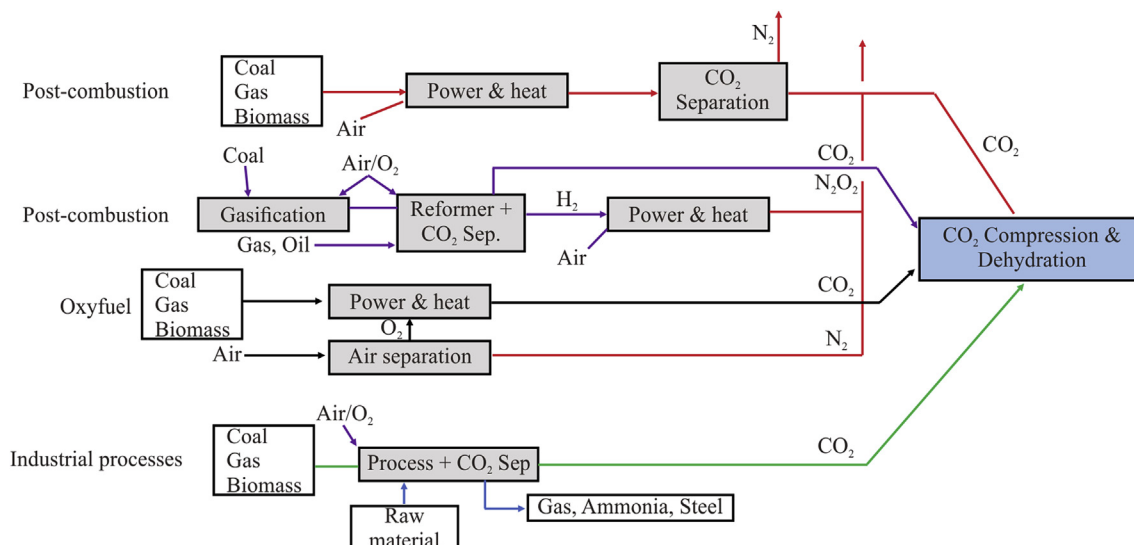 N₂
Coal
Gas
Biomass
Post-combustion
Power & heat
CO₂
Separation
Air
CO₂
Coal
Air/O₂
CO₂
N₂O₂
Post-combustion
Gasification
Reformer +
CO₂ Sep.
H₂
Power & heat
Gas, Oil
Air
CO₂ Compression &
Dehydration
Oxyfuel
Coal
Gas
Biomass
Power & heat
CO₂
O₂
Air
Air separation
N₂
Air/O₂
Industrial processes
Coal
Gas
Biomass
Process + CO₂ Sep
CO₂
Raw
material
Gas, Ammonia, Steel